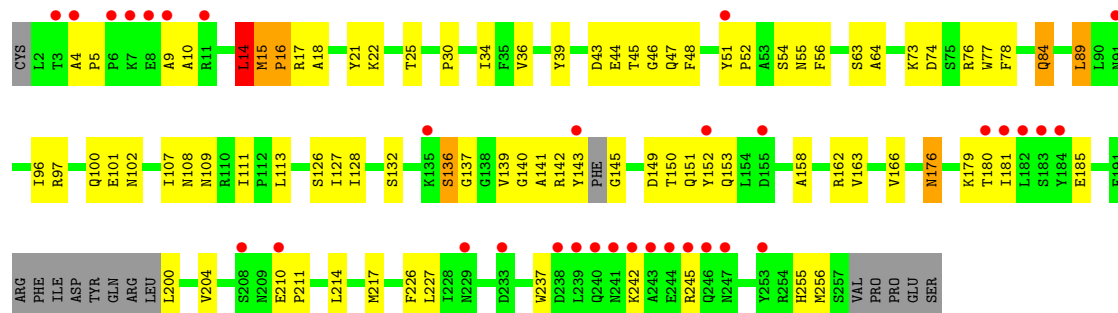 CYS L2 T3 A4 P5 P6 K7 E8 A9 A10 R11 L14 M15 P16 R17 A18 Y21 K22 T25 P30 I34 F35 V36 Y39 D43 E44 T45 G46 Q47 F48 Y51 P52 A53 S54 N55 F56 S63 A64 K73 D74 S75 R76 W77 F78 Q84 L89 L90 N91
I96 R97 Q100 E101 N102 I107 N108 N109 R110 I111 P112 L113 S126 I127 I128 S132 K135 S136 G137 G138 V139 G140 A141 R142 Y143 PHE G145 D149 T150 Q151 Y152 Q153 L154 D155 A158 R162 V163 V166 N176 K179 T180 I181 L182 S183 Y184 E185 E191
ARG PHE ILE ASP TYR GLN ARG LEU L200 V204 S208 N209 E210 P211 L214 M217 F226 L227 I228 N229 D233 W237 D238 L239 Q240 N241 K242 A243 E244 R245 Q246 N247 Y253 R254 H255 M256 S257 VAL PRO PRO GLU SER